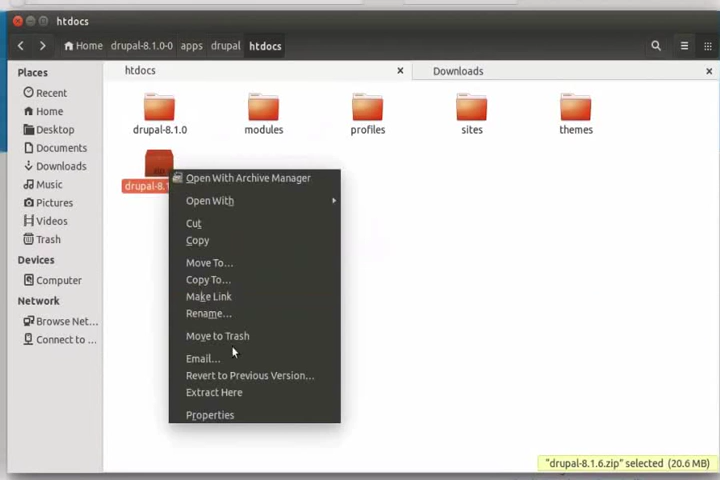 htdocs
Home drupal-8.1.0-0 apps drupal htdocs
Places
Recent
Home
Desktop
Documents
Downloads
Music
Pictures
Videos
Trash
Devices
Computer
Network
Browse Net...
Connect to ...
htdocs
Downloads
drupal-8.1.0
modules
profiles
sites
themes
drupal-8.1
Open With Archive Manager
Open With
Cut
Copy
Move To...
Copy To...
Make Link
Rename...
Move to Trash
Email...
Revert to Previous Version...
Extract Here
Properties
"drupal-8.1.6.zip" selected (20.6 MB)